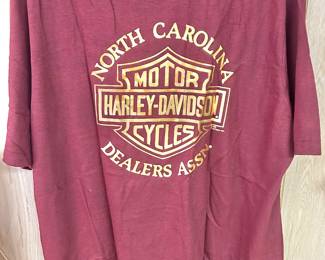 NORTH CAROLINA
MOTOR
HARLEY-DAVIDSON
CYCLES
DEALERS ASSN.